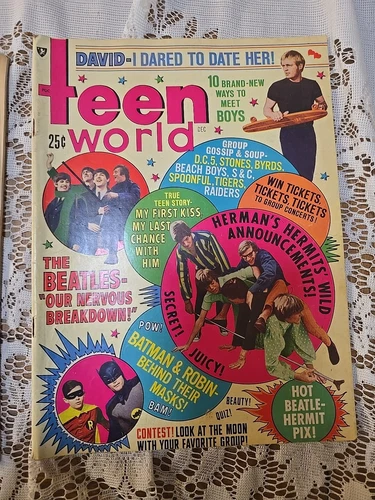 DAVID-I DARED TO DATE HER!
teen
world
25¢
DEC
10 BRAND-NEW
WAYS TO
MEET
BOYS
GROUP
GOSSIP & SOUP-
D.C.5, STONES, BYRDS,
BEACH BOYS, S & C,
SPOONFUL, TIGERS,
RAIDERS
WIN TICKETS,
TICKETS, TICKETS
TO GROUP CONCERTS!
TRUE
TEEN STORY-
MY FIRST KISS
MY LAST
CHANCE
WITH
HIM
HERMAN'S HERMITS' WILD
ANNOUNCEMENTS!
SECRET!
JUICY!
THE
BEATLES-
"OUR NERVOUS
BREAKDOWN!"
POW!
BATMAN & ROBIN-
BEHIND THEIR
MASKS!
BAM!
BEAUTY!
QUIZ!
HOT
BEATLE-
HERMIT
PIX!
CONTEST! LOOK AT THE MOON
WITH YOUR FAVORITE GROUP!